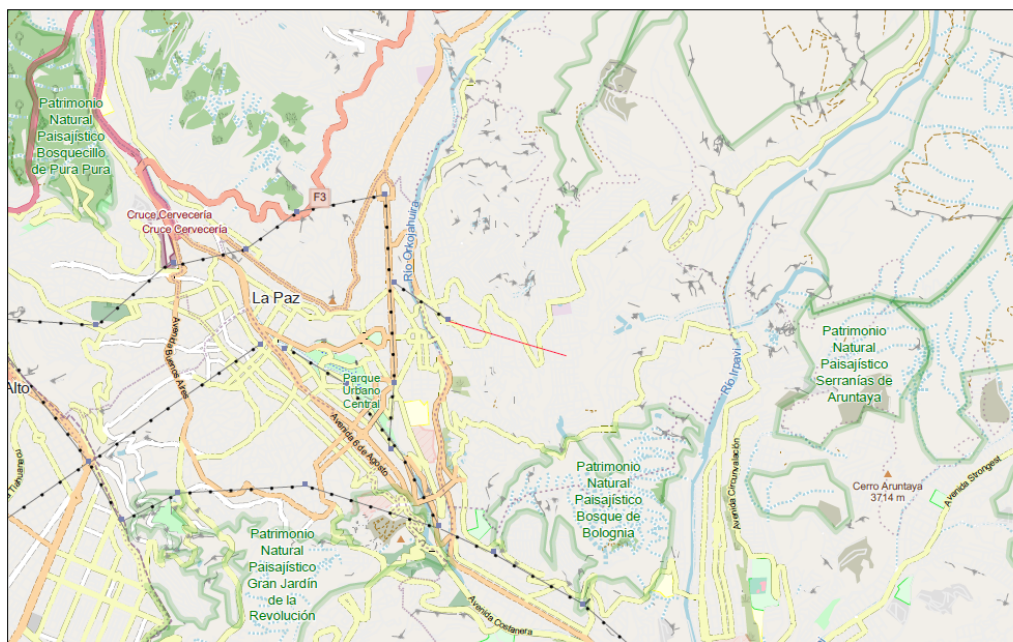 Patrimonio
Natural
Paisajístico
Bosquecillo
de Pura Pura
F3
Cruce Cervecería
Cruce Cervecería
Río Orkojahuira
La Paz
Avenida Buenos Aires
Parque
Urbano
Central
Alto
Avenida 6 de Agosto
Río Irpavi
Patrimonio
Natural
Paisajístico
Serranías de
Aruntaya
Patrimonio
Natural
Paisajístico
Bosque de
Bolognia
Avenida Circunvalación
Cerro Aruntaya
3714 m
Avenida Strongest
a Tiahuanaco
Patrimonio
Natural
Paisajístico
Gran Jardín
de la
Revolución
Avenida Costanera